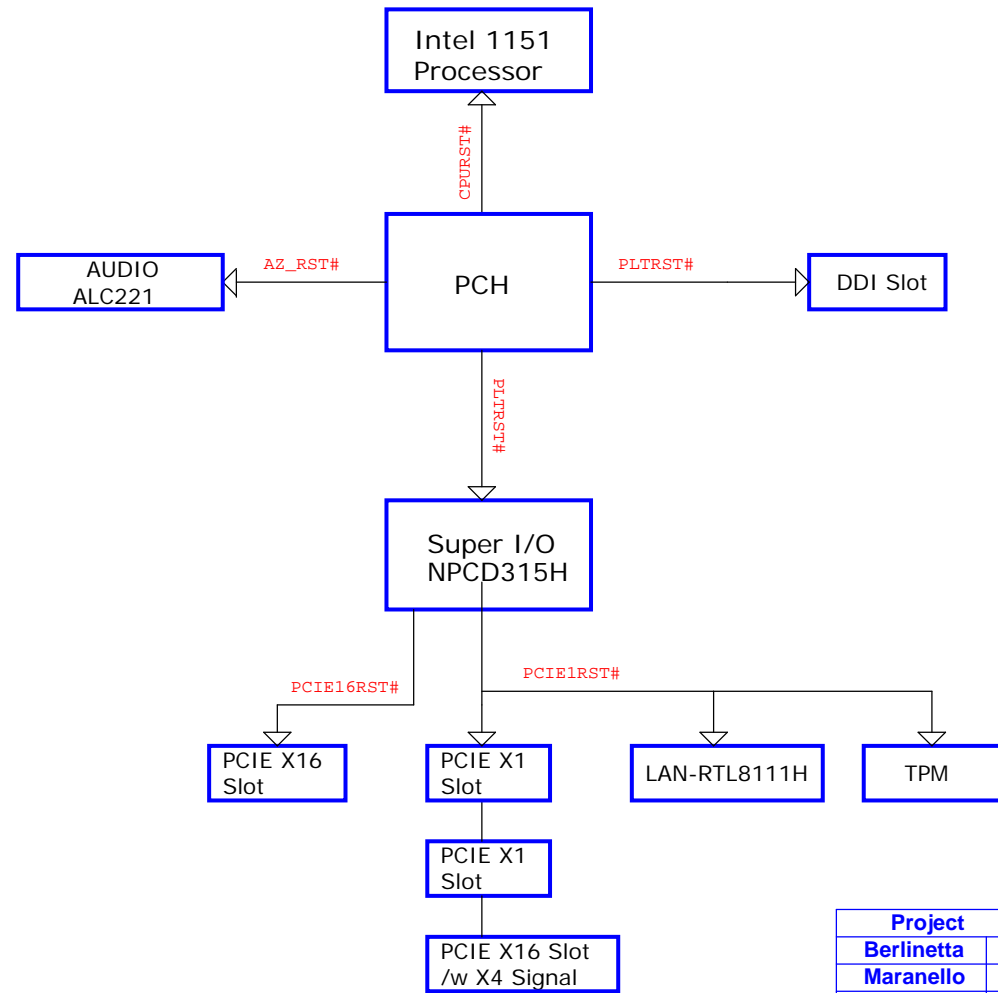 Intel 1151
Processor
CPURST#
AUDIO
ALC221
AZ_RST#
PCH
PLTRST#
DDI Slot
PLTRST#
Super I/O
NPCD315H
PCIE16RST#
PCIE1RST#
PCIE X16
Slot
PCIE X1
Slot
LAN-RTL8111H
TPM
PCIE X1
Slot
PCIE X16 Slot
/w X4 Signal
Project
Berlinetta
Maranello